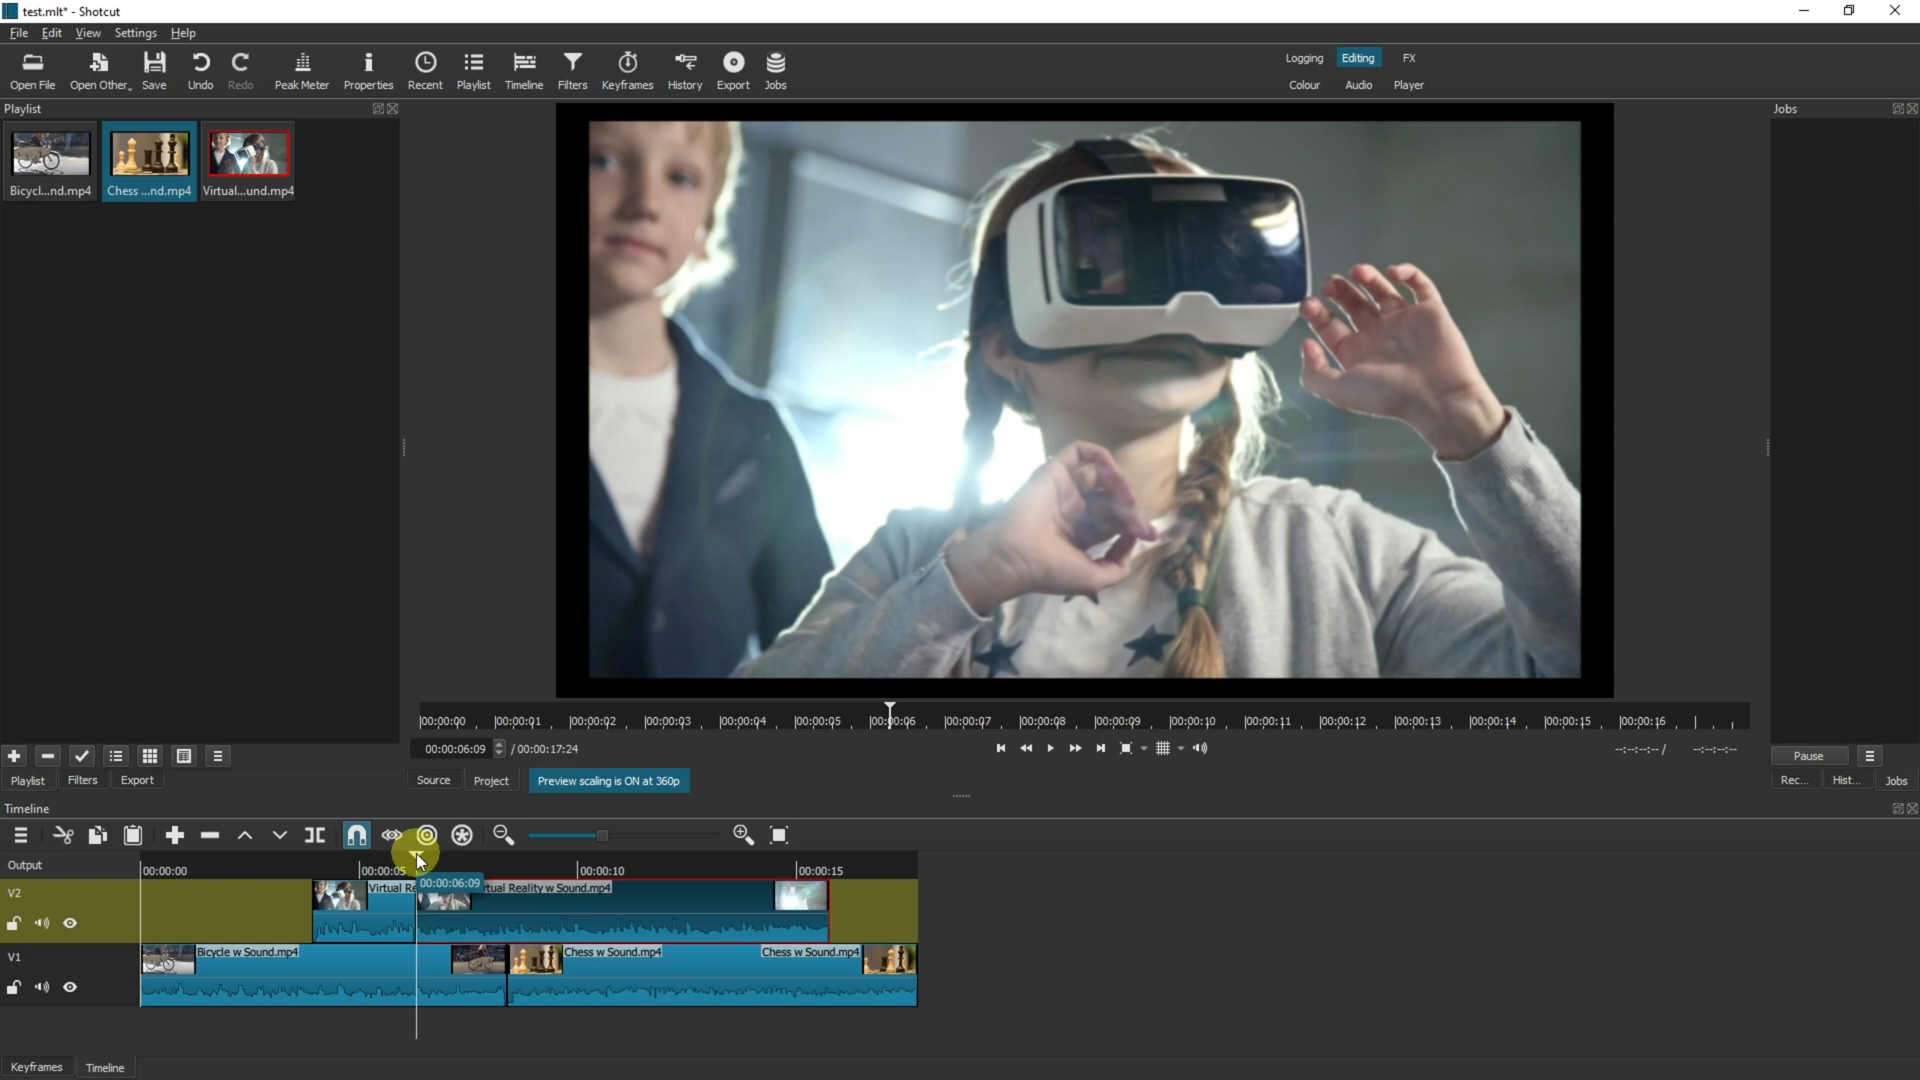 test.mlt* - Shotcut
File Edit View Settings Help
Open File Open Other Save Undo Redo Peak Meter Properties Recent Playlist Timeline Filters Keyframes History Export Jobs
Logging Editing FX
Colour Audio Player
Playlist
Jobs
Bicycl...nd.mp4 Chess ...nd.mp4 Virtual...und.mp4
00:00:00 00:00:01 00:00:02 00:00:03 00:00:04 00:00:05 00:00:06 00:00:07 00:00:08 00:00:09 00:00:10 00:00:11 00:00:12 00:00:13 00:00:14 00:00:15 00:00:16
00:00:06:09 / 00:00:17:24
--:--:--:-- / --:--:--:--
Pause
Playlist Filters Export
Source Project Preview scaling is ON at 360p
Rec... Hist... Jobs
Timeline
Output
00:00:00 00:00:05 00:00:10 00:00:15
00:00:06:09
V2
Virtual Re tual Reality w Sound.mp4
V1
Bicycle w Sound.mp4 Chess w Sound.mp4 Chess w Sound.mp4
Keyframes Timeline